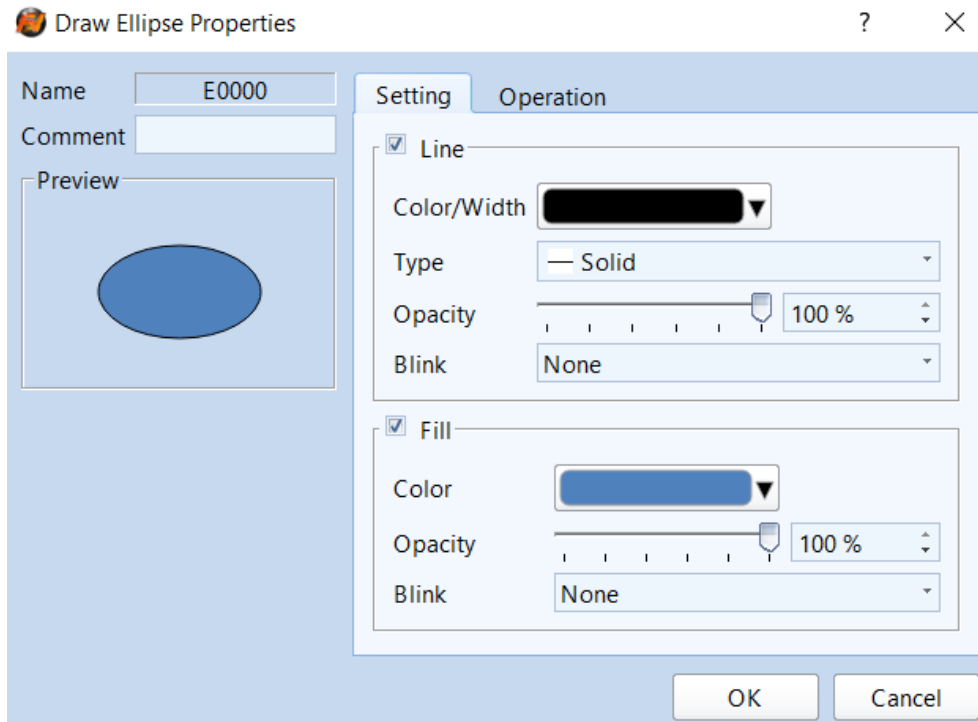 Draw Ellipse Properties ? ×
Name E0000
Comment
Preview
Setting Operation
Line
Color/Width
Type Solid
Opacity 100 %
Blink None
Fill
Color
Opacity 100 %
Blink None
OK Cancel